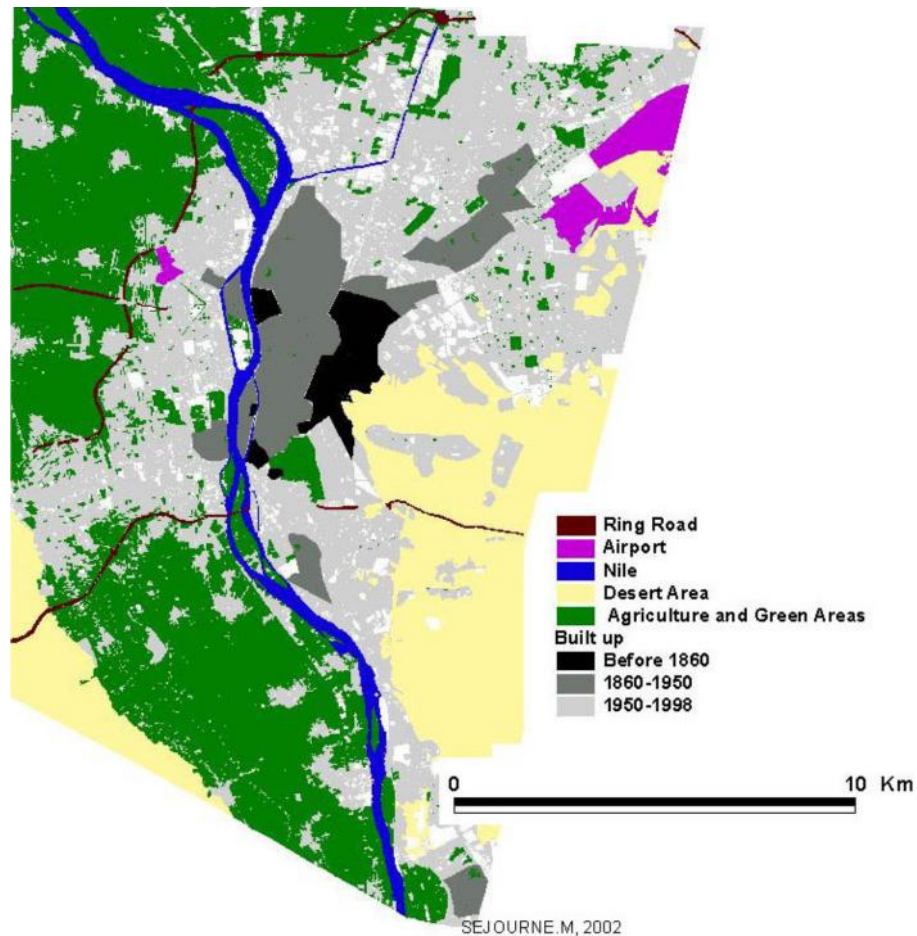 Ring Road
Airport
Nile
Desert Area
Agriculture and Green Areas
Built up
Before 1860
1860-1950
1950-1998
0 10 Km
SEJOURNE.M, 2002